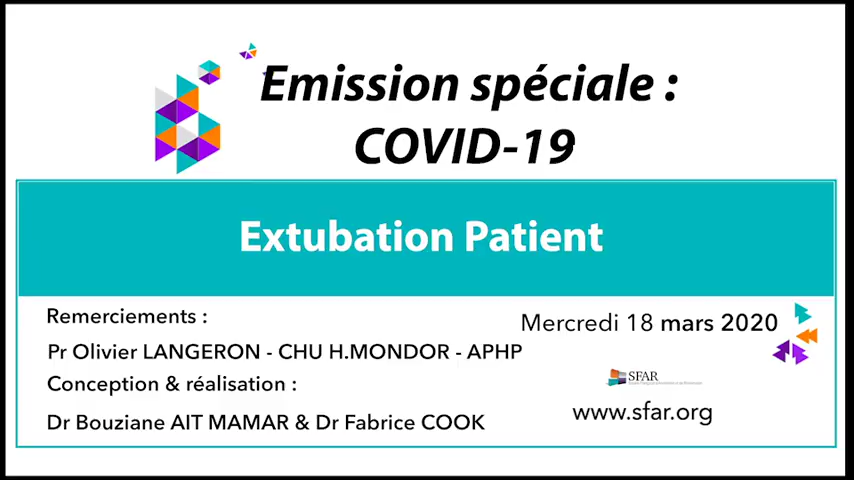 Emission spéciale :
COVID-19
Extubation Patient
Remerciements :
Mercredi 18 mars 2020
Pr Olivier LANGERON - CHU H.MONDOR - APHP
Conception & réalisation :
SFAR
www.sfar.org
Dr Bouziane AIT MAMAR & Dr Fabrice COOK